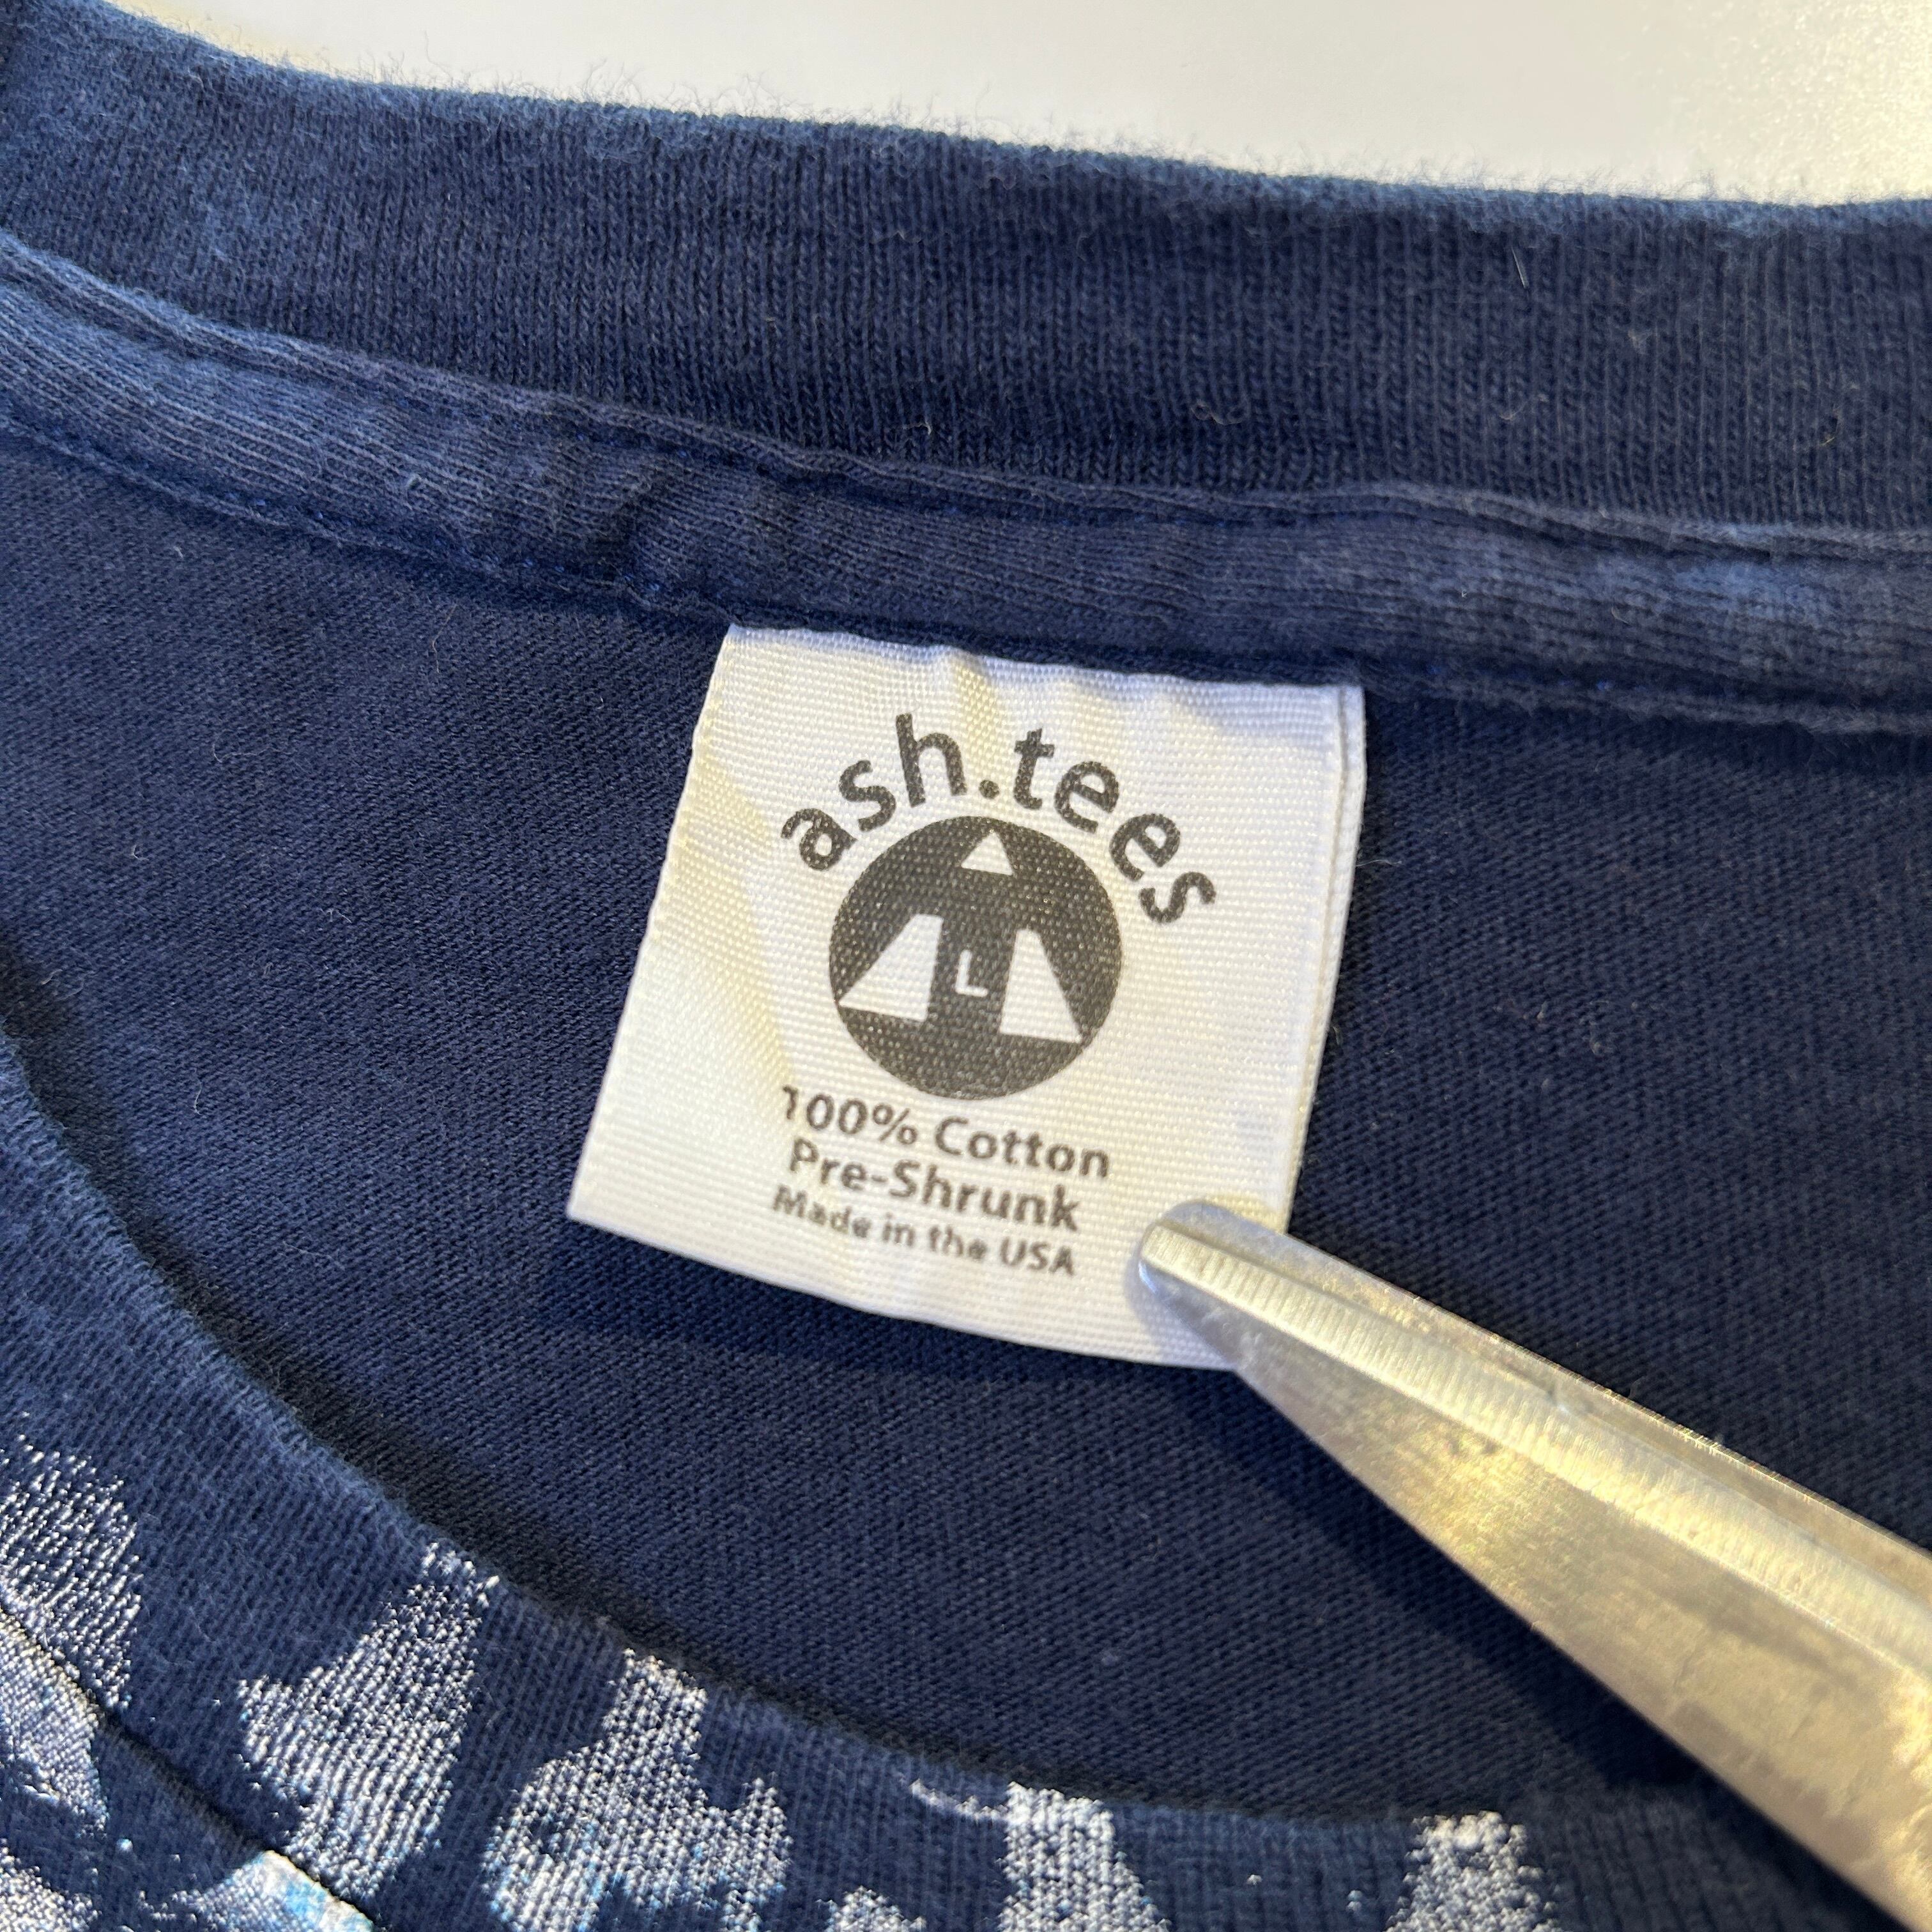 ash.tees
L
100% Cotton
Pre-Shrunk
Made in the USA